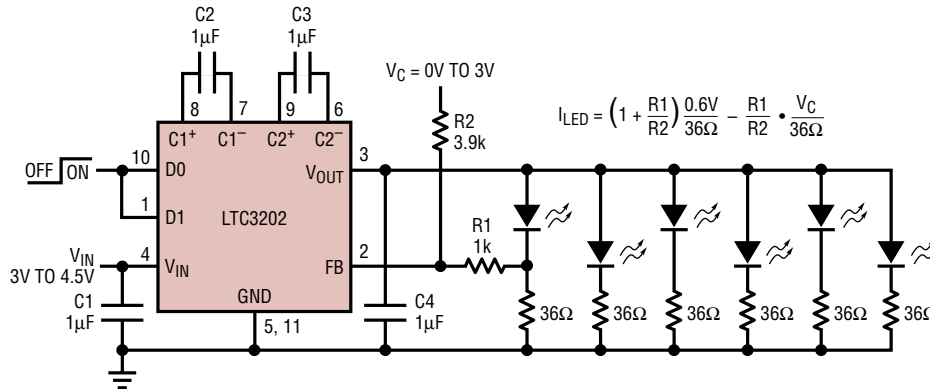 C2
1µF
C3
1µF
V_C = 0V TO 3V
I_LED = (1 + R1/R2) 0.6V/36Ω – R1/R2 • V_C/36Ω
8
7
9
6
R2
3.9k
C1+
C1–
C2+
C2–
OFF
ON
10
D0
V_OUT
3
1
D1
LTC3202
R1
1k
V_IN
3V TO 4.5V
4
V_IN
FB
2
C1
1µF
GND
5, 11
C4
1µF
36Ω
36Ω
36Ω
36Ω
36Ω
36Ω